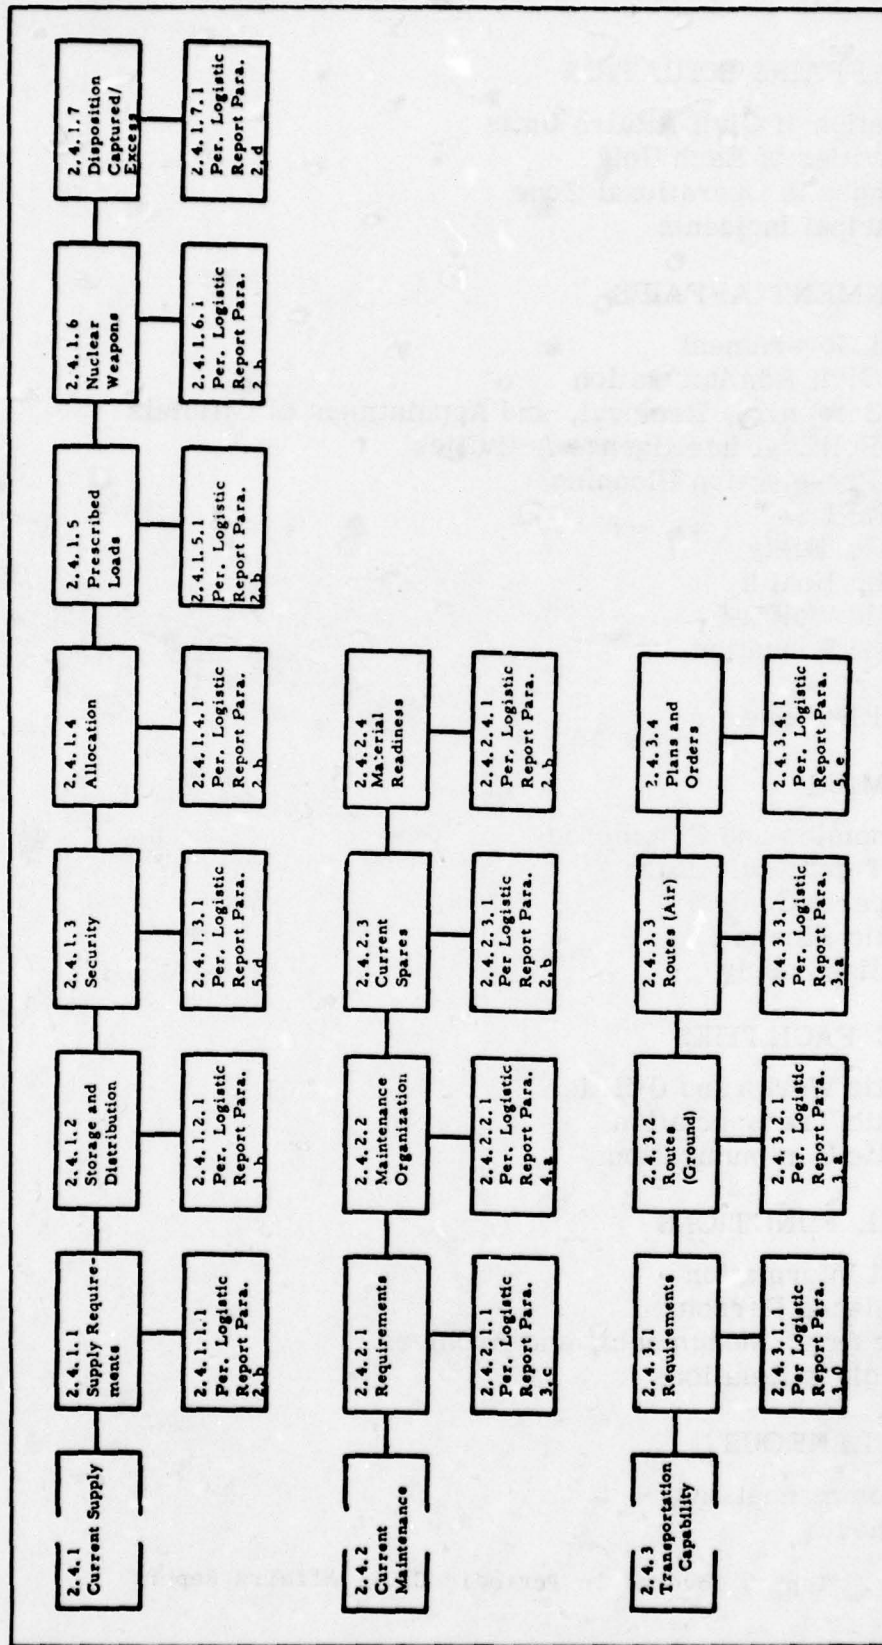 2.4.1
Current Supply
2.4.1.1
Supply Require-
ments
2.4.1.2
Storage and
Distribution
2.4.1.3
Security
2.4.1.4
Allocation
2.4.1.5
Prescribed
Loads
2.4.1.6
Nuclear
Weapons
2.4.1.7
Disposition
Captured/
Excess
2.4.1.1.1
Per. Logistic
Report Para.
2.b
2.4.1.2.1
Per. Logistic
Report Para.
1.b
2.4.1.3.1
Per. Logistic
Report Para.
5.d
2.4.1.4.1
Per. Logistic
Report Para.
2.b
2.4.1.5.1
Per. Logistic
Report Para.
2.b
2.4.1.6.1
Per. Logistic
Report Para.
2.b
2.4.1.7.1
Per. Logistic
Report Para.
2.d
2.4.2
Current
Maintenance
2.4.2.1
Requirements
2.4.2.2
Maintenance
Organization
2.4.2.3
Current
Spares
2.4.2.4
Material
Readiness
2.4.2.1.1
Per. Logistic
Report Para.
3.c
2.4.2.2.1
Per. Logistic
Report Para.
4.a
2.4.2.3.1
Per Logistic
Report Para.
2.b
2.4.2.4.1
Per. Logistic
Report Para.
2.b
2.4.3
Transportation
Capability
2.4.3.1
Requirements
2.4.3.2
Routes
(Ground)
2.4.3.3
Routes (Air)
2.4.3.4
Plans and
Orders
2.4.3.1.1
Per Logistic
Report Para.
3.a
2.4.3.2.1
Per. Logistic
Report Para.
3.a
2.4.3.3.1
Per. Logistic
Report Para.
3.a
2.4.3.4.1
Per. Logistic
Report Para.
5.e